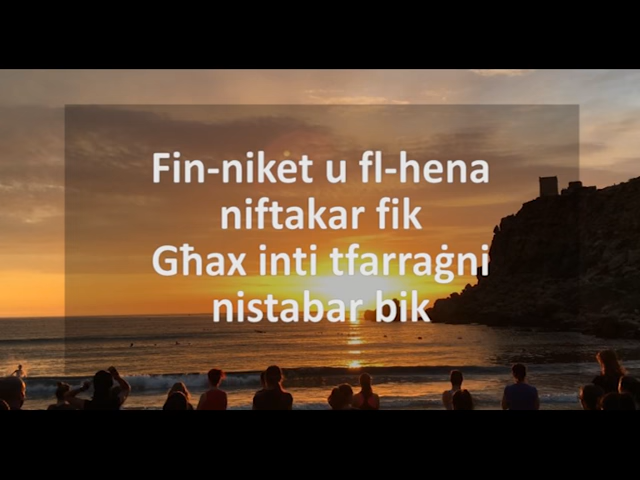 Fin-niket u fl-hena
niftakar fik
Għax inti tfarraġni
nistabar bik